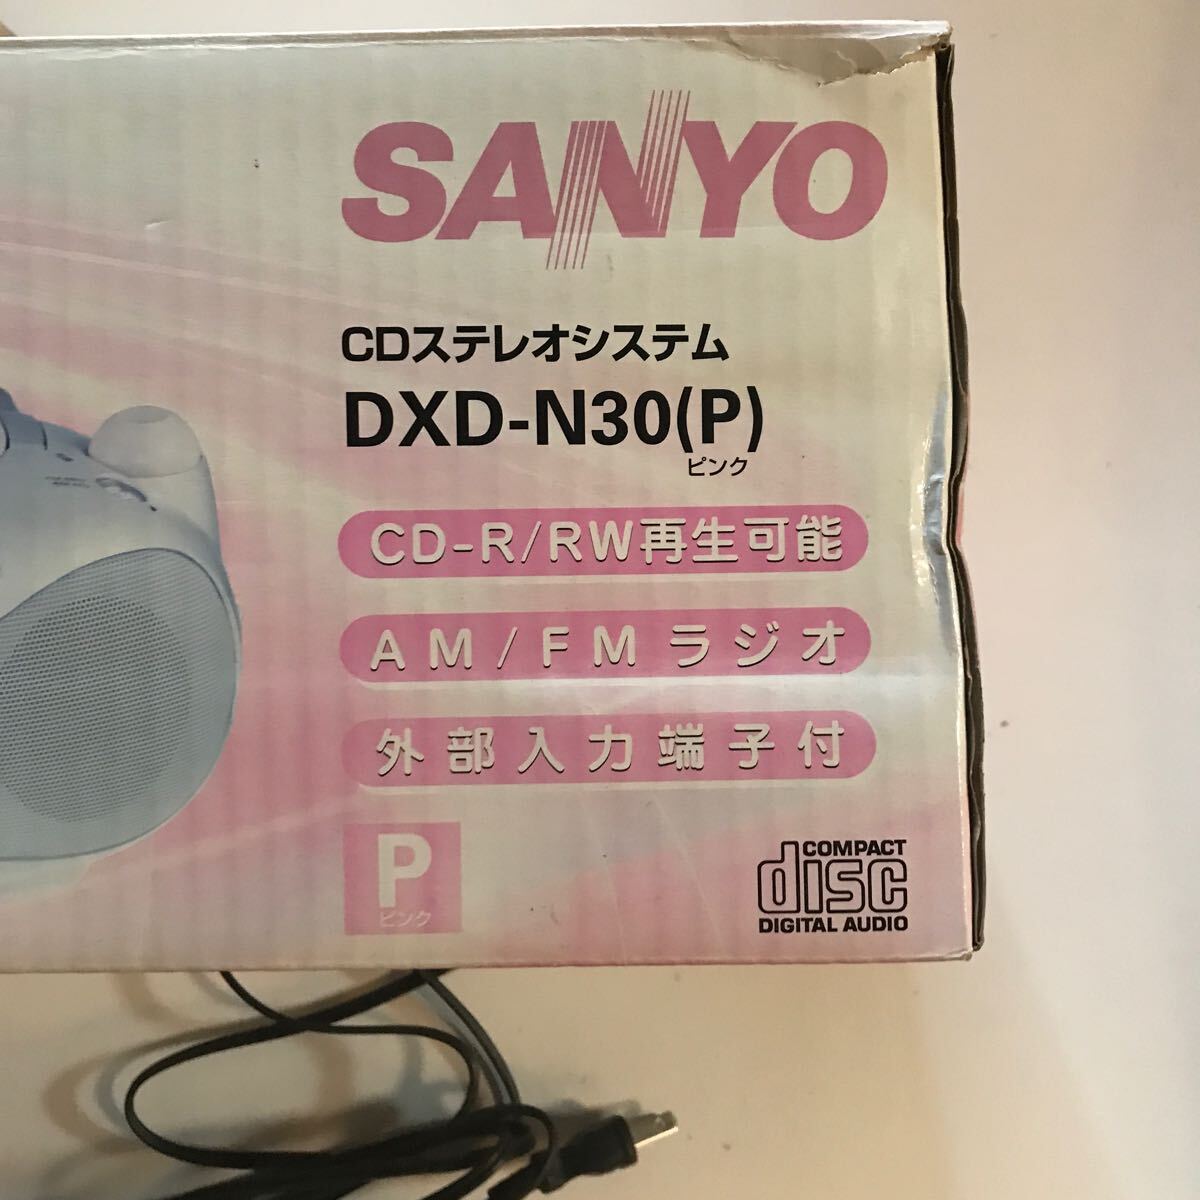 SANYO
CDステレオシステム
DXD-N30(P)
ピンク
CD-R/RW再生可能
AM/FMラジオ
外部入力端子付
P
ピンク
COMPACT
disc
DIGITAL AUDIO